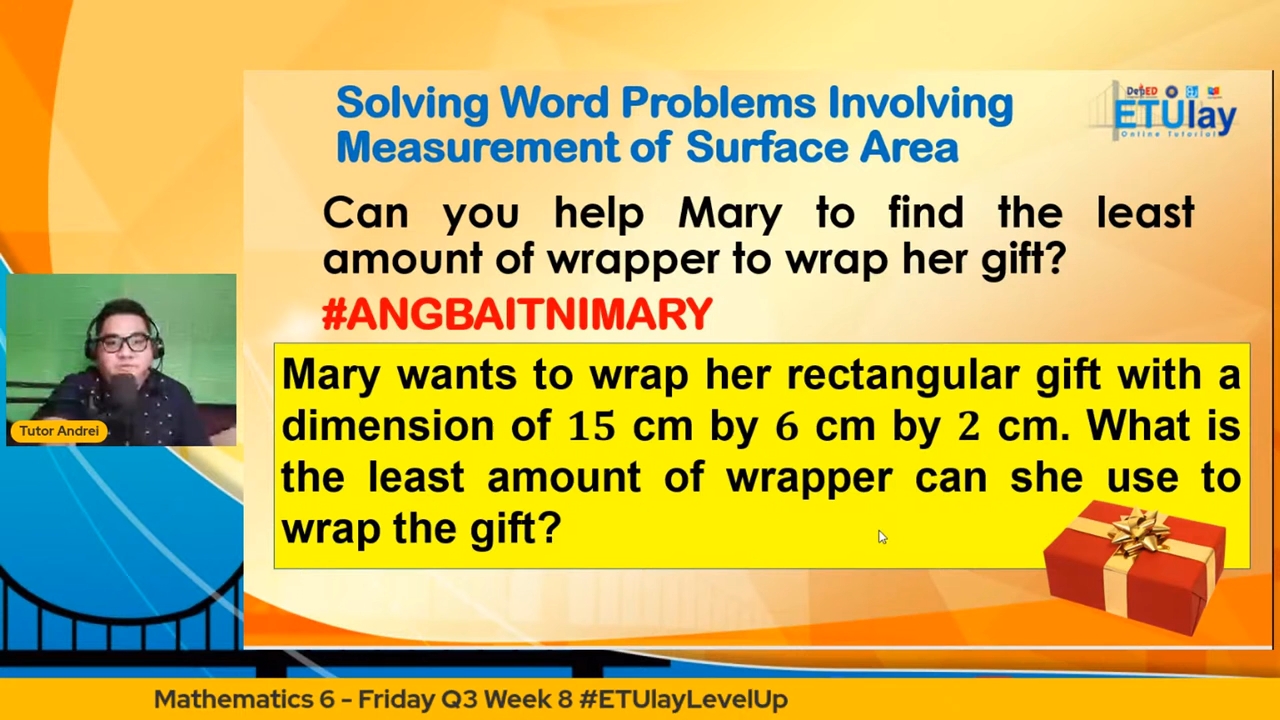 Solving Word Problems Involving
Measurement of Surface Area
DepED
ETUlay
Online Tutorial
Can you help Mary to find the least
amount of wrapper to wrap her gift?
#ANGBAITNIMARY
Mary wants to wrap her rectangular gift with a
dimension of 15 cm by 6 cm by 2 cm. What is
the least amount of wrapper can she use to
wrap the gift?
Tutor Andrei
Mathematics 6 - Friday Q3 Week 8 #ETUlayLevelUp